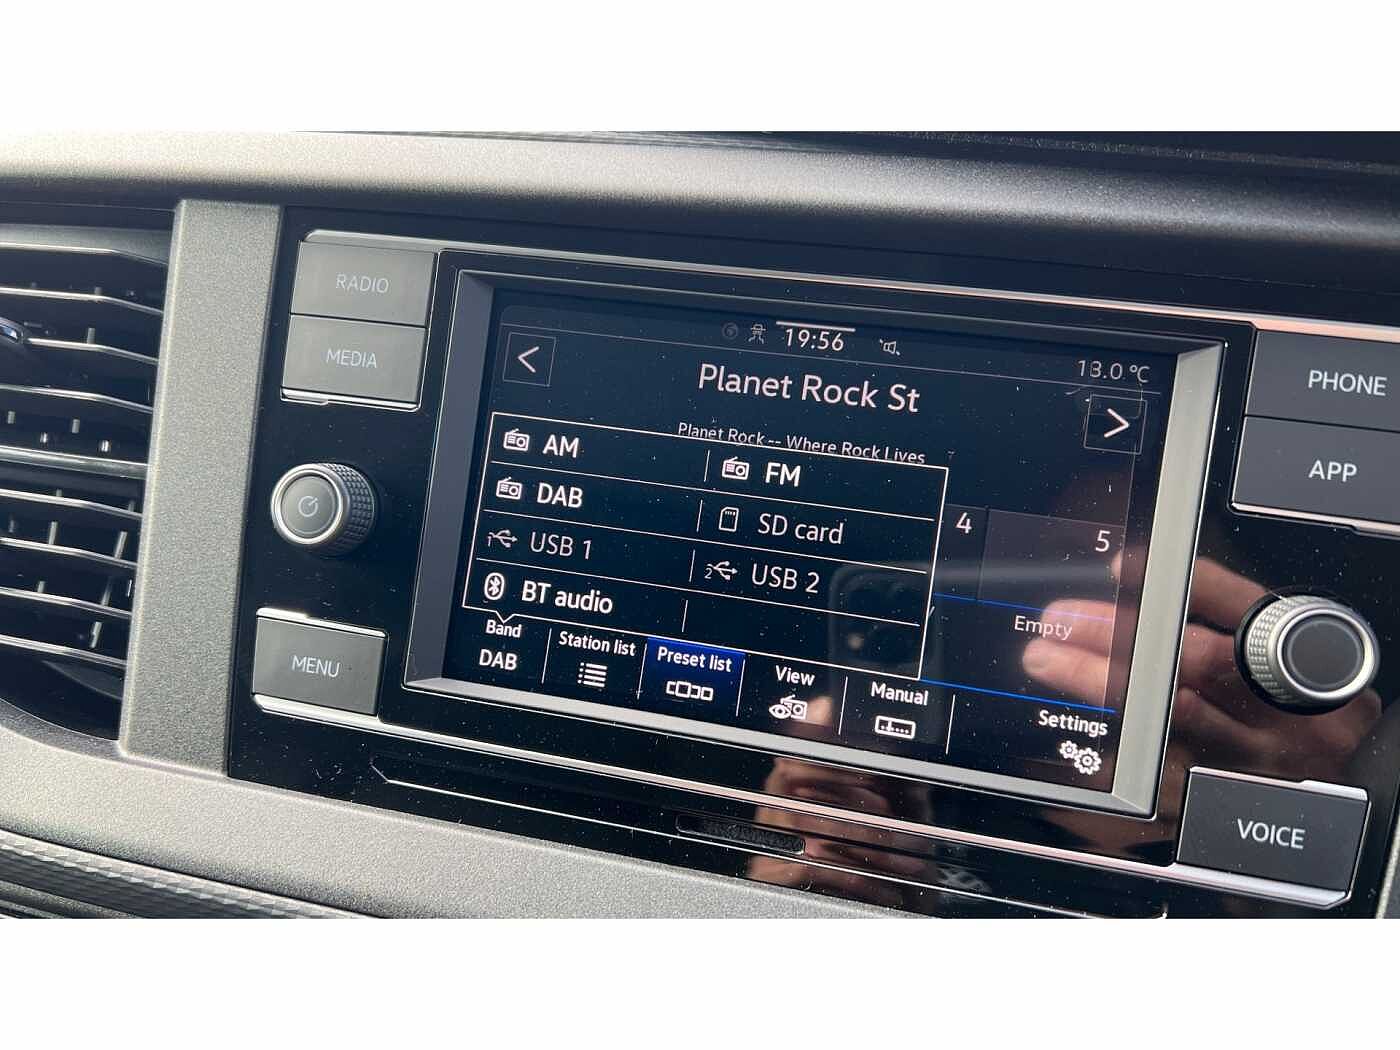 RADIO
MEDIA
MENU
19:56
13.0 °C
Planet Rock St
Planet Rock -- Where Rock Lives
AM
FM
DAB
SD card
1 USB 1
2 USB 2
BT audio
4
5
Empty
Band
DAB
Station list
Preset list
View
Manual
Settings
PHONE
APP
VOICE